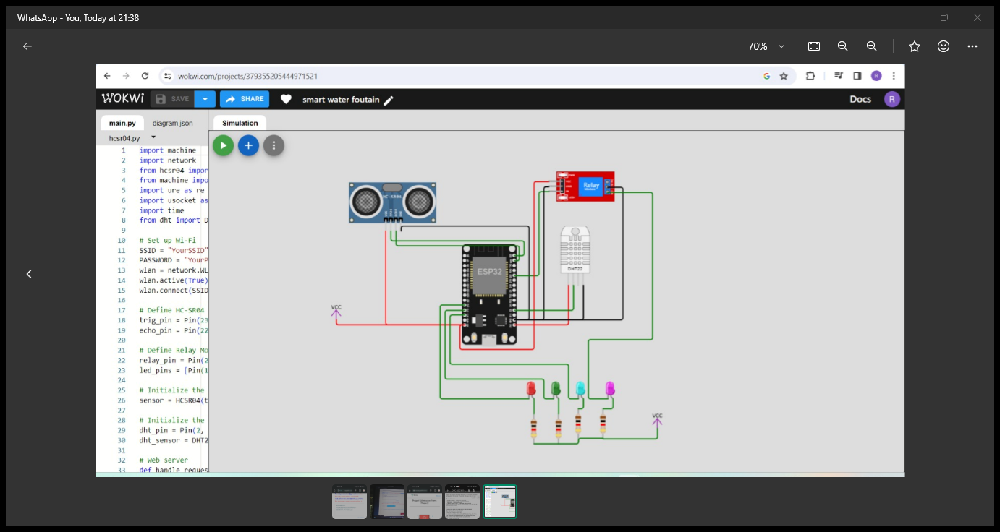 WhatsApp - You, Today at 21:38
70%
wokwi.com/projects/379355205444971521
G
R
WOKWI
SAVE
SHARE
smart water foutain
Docs
R
main.py
diagram.json
Simulation
hcsr04.py
1 import machine
2 import network
3 from hcsr04 impor
4 from machine impo
5 import ure as re
6 import usocket as
7 import time
8 from dht import D
9
10 # Set up Wi-Fi
11 SSID = "YourSSID"
12 PASSWORD = "YourP
13 wlan = network.WL
14 wlan.active(True)
15 wlan.connect(SSID
16
17 # Define HC-SR04
18 trig_pin = Pin(23
19 echo_pin = Pin(22
20
21 # Define Relay Mo
22 relay_pin = Pin(2
23 led_pins = [Pin(1
24
25 # Initialize the
26 sensor = HCSR04(t
27
28 # Initialize the
29 dht_pin = Pin(2,
30 dht_sensor = DHT2
31
32 # Web server
33 def handle_reques
HC-SR04
Relay
ESP32
DHT22
VCC
VCC